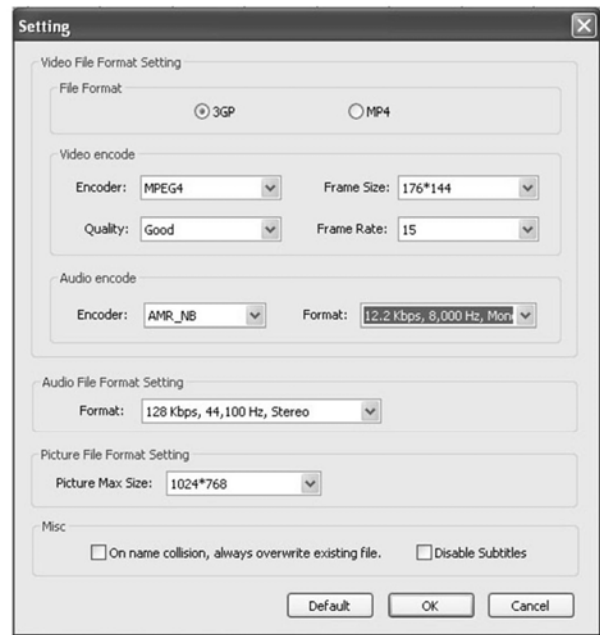 Setting
Video File Format Setting
File Format
3GP MP4
Video encode
Encoder: MPEG4 Frame Size: 176*144
Quality: Good Frame Rate: 15
Audio encode
Encoder: AMR_NB Format: 12.2 Kbps, 8,000 Hz,
Audio File Format Setting
Format: 128 Kbps, 44,100 Hz, Stereo
Picture File Format Setting
Picture Max Size: 1024*768
Misc
On name collision, always overwrite existing file. Disable Subtitles
Default OK Cancel